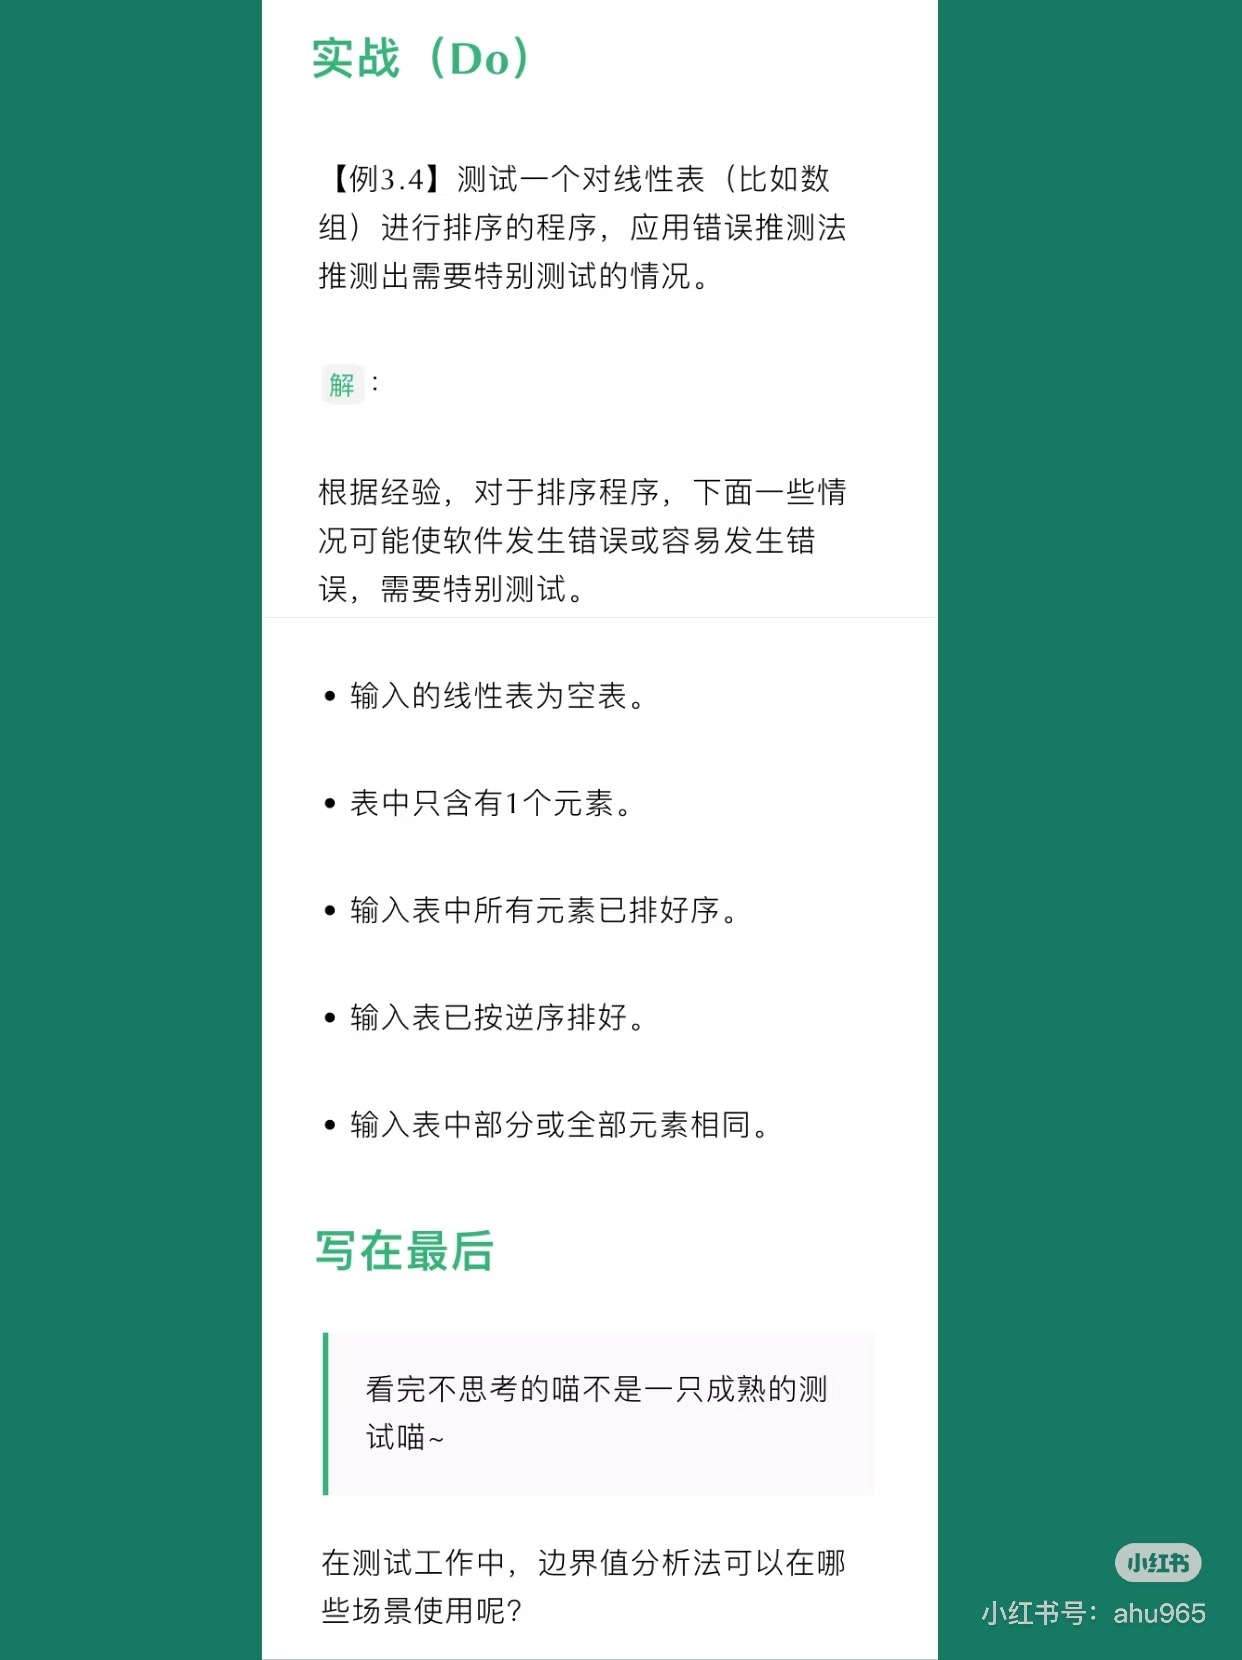 实战（Do）
【例3.4】测试一个对线性表（比如数
组）进行排序的程序，应用错误推测法
推测出需要特别测试的情况。
解：
根据经验，对于排序程序，下面一些情
况可能使软件发生错误或容易发生错
误，需要特别测试。
• 输入的线性表为空表。
• 表中只含有1个元素。
• 输入表中所有元素已排好序。
• 输入表已按逆序排好。
• 输入表中部分或全部元素相同。
写在最后
看完不思考的喵不是一只成熟的测
试喵~
在测试工作中，边界值分析法可以在哪
些场景使用呢？
小红书
小红书号：ahu965